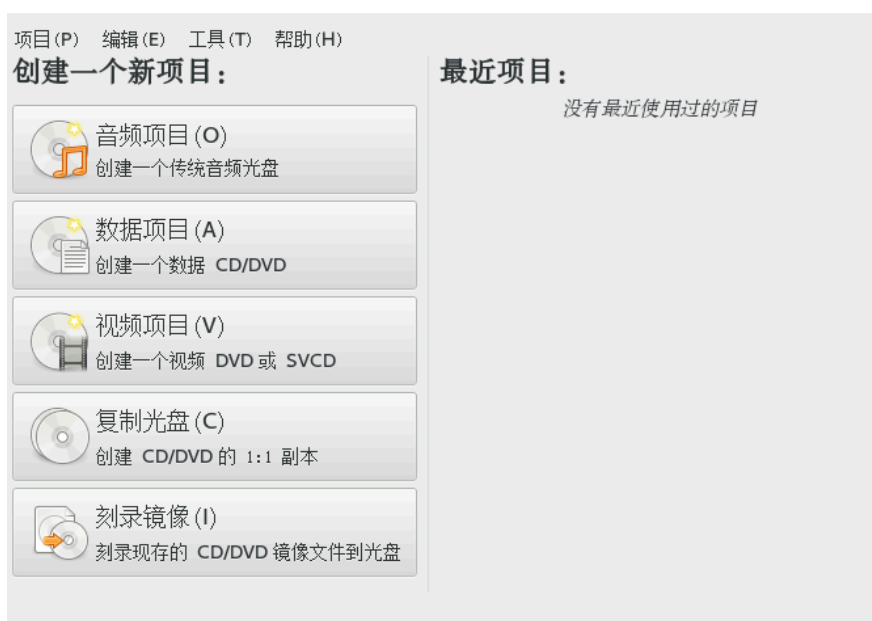 项目(P) 编辑(E) 工具(T) 帮助(H)
创建一个新项目：
音频项目(O)
创建一个传统音频光盘
数据项目(A)
创建一个数据 CD/DVD
视频项目(V)
创建一个视频 DVD 或 SVCD
复制光盘(C)
创建 CD/DVD 的 1:1 副本
刻录镜像(I)
刻录现存的 CD/DVD 镜像文件到光盘
最近项目：
没有最近使用过的项目